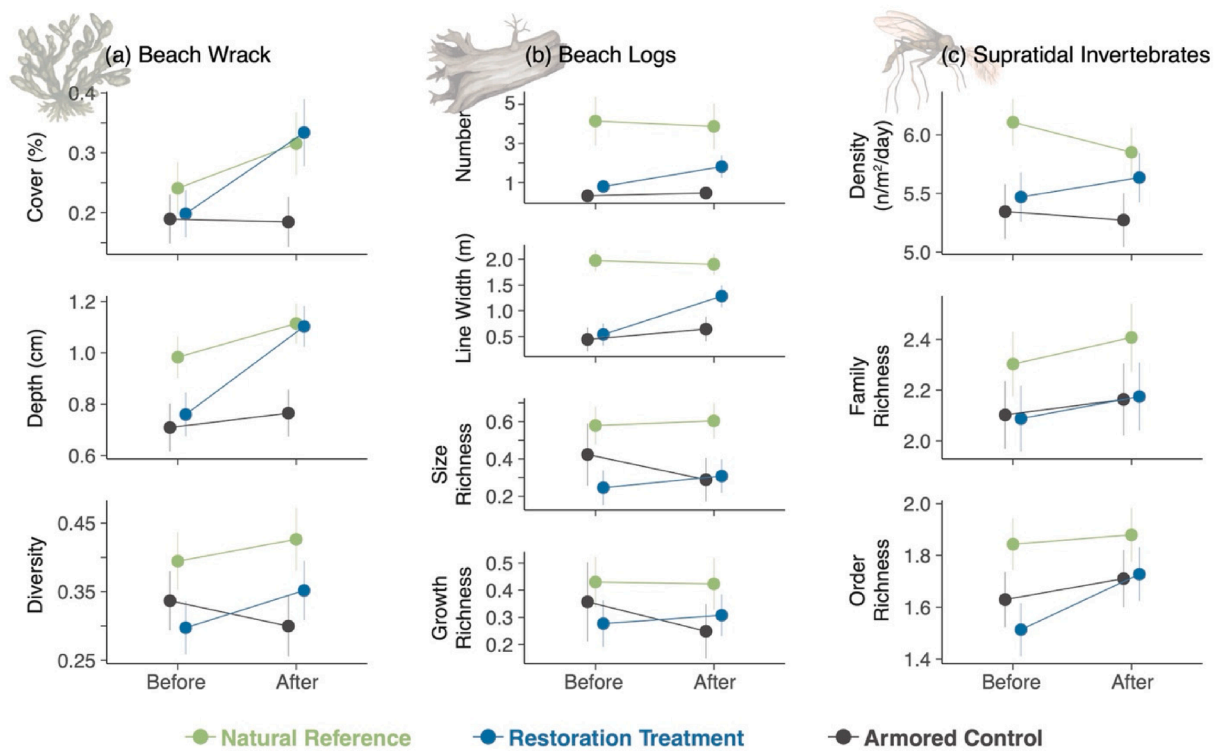 (a) Beach Wrack
Cover (%)
0.4
0.3
0.2
Depth (cm)
1.2
1.0
0.8
0.6
Diversity
0.45
0.35
0.25
Before After
(b) Beach Logs
Number
5
3
1
Line Width (m)
2.0
1.5
1.0
0.5
Size
Richness
0.6
0.4
0.2
Growth
Richness
0.5
0.4
0.3
0.2
Before After
(c) Supratidal Invertebrates
Density
(n/m²/day)
6.0
5.5
5.0
Family
Richness
2.4
2.2
2.0
Order
Richness
2.0
1.8
1.6
1.4
Before After
Natural Reference Restoration Treatment Armored Control